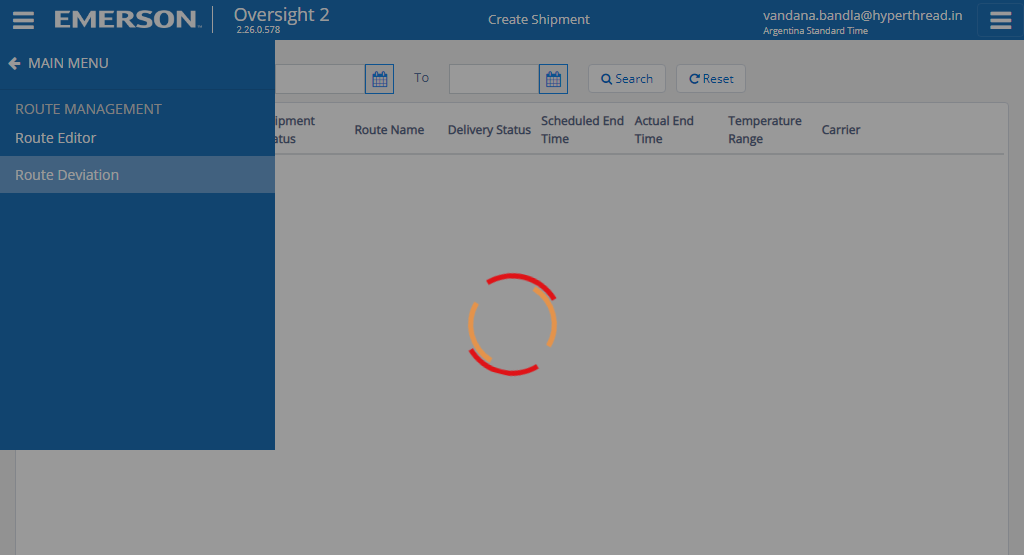 EMERSON
Oversight 2
2.26.0.578
Create Shipment
vandana.bandla@hyperthread.in
Argentina Standard Time
MAIN MENU
ROUTE MANAGEMENT
Route Editor
Route Deviation
To
Search
Reset
ipment
atus
Route Name
Delivery Status
Scheduled End
Time
Actual End
Time
Temperature
Range
Carrier